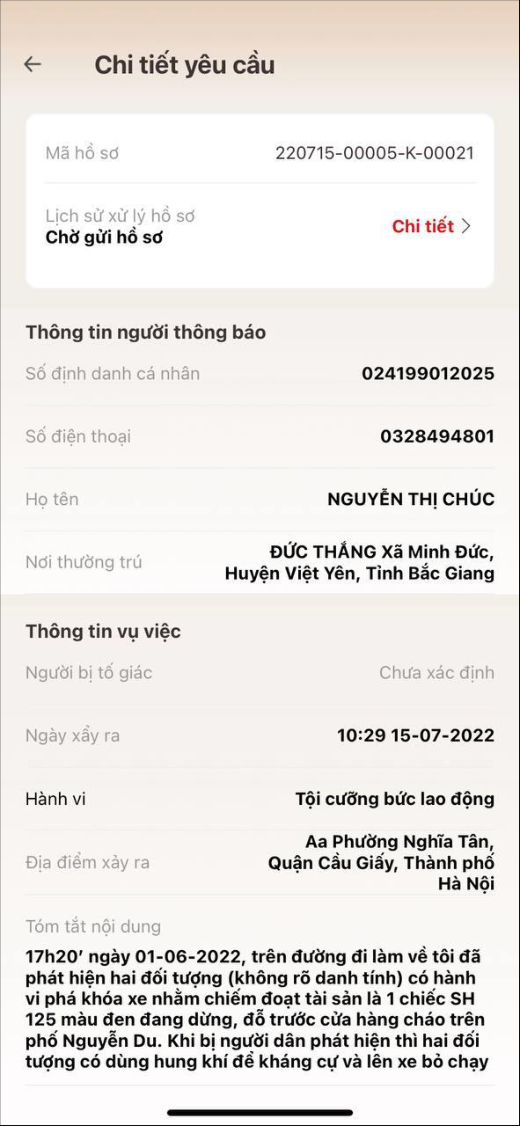 Chi tiết yêu cầu
Mã hồ sơ 220715-00005-K-00021
Lịch sử xử lý hồ sơ
Chờ gửi hồ sơ
Chi tiết
Thông tin người thông báo
Số định danh cá nhân 024199012025
Số điện thoại 0328494801
Họ tên NGUYỄN THỊ CHÚC
Nơi thường trú
ĐỨC THẮNG Xã Minh Đức,
Huyện Việt Yên, Tỉnh Bắc Giang
Thông tin vụ việc
Người bị tố giác Chưa xác định
Ngày xẩy ra 10:29 15-07-2022
Hành vi Tội cưỡng bức lao động
Địa điểm xảy ra
Aa Phường Nghĩa Tân,
Quận Cầu Giấy, Thành phố
Hà Nội
Tóm tắt nội dung
17h20’ ngày 01-06-2022, trên đường đi làm về tôi đã
phát hiện hai đối tượng (không rõ danh tính) có hành
vi phá khóa xe nhằm chiếm đoạt tài sản là 1 chiếc SH
125 màu đen đang dừng, đỗ trước cửa hàng cháo trên
phố Nguyễn Du. Khi bị người dân phát hiện thì hai đối
tượng có dùng hung khí để kháng cự và lên xe bỏ chạy